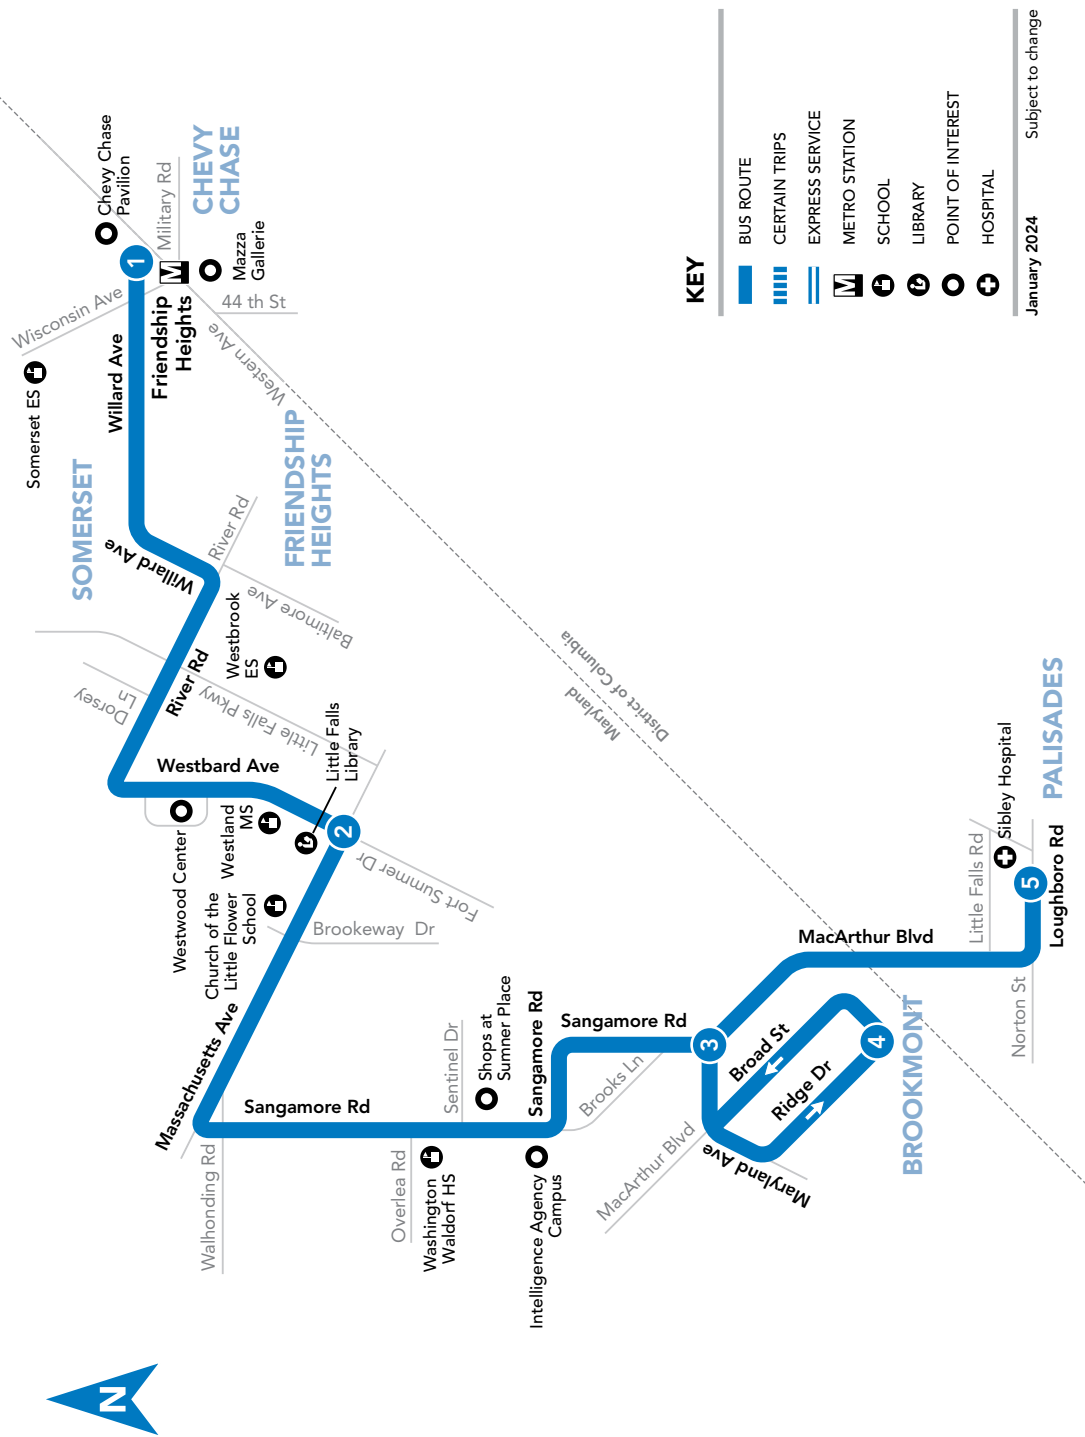 Chevy Chase
Pavilion
1
Military Rd
CHEVY
CHASE
Mazza
Gallerie
M
Friendship
Heights
44 th St
Wisconsin Ave
Western Ave
Somerset ES
Willard Ave
SOMERSET
FRIENDSHIP
HEIGHTS
Willard Ave
River Rd
Baltimore Ave
Westbrook
ES
River Rd
Dorsey
Ln
Little Falls Pkwy
Westbard Ave
Little Falls
Library
Westwood Center
Westland
MS
2
Fort Summer Dr
Church of the
Little Flower
School
Brookeway Dr
Massachusetts Ave
Maryland
District of Columbia
Sangamore Rd
Walhonding Rd
Sentinel Dr
Shops at
Sumner Place
Overlea Rd
Washington
Waldorf HS
Sangamore Rd
Intelligence Agency
Campus
Sangamore Rd
Brooks Ln
MacArthur Blvd
3
Broad St
Ridge Dr
Maryland Ave
4
BROOKMONT
MacArthur Blvd
Little Falls Rd
Sibley Hospital
PALISADES
5
Loughboro Rd
Norton St
N
KEY
BUS ROUTE
CERTAIN TRIPS
EXPRESS SERVICE
M
METRO STATION
SCHOOL
LIBRARY
POINT OF INTEREST
HOSPITAL
January 2024
Subject to change